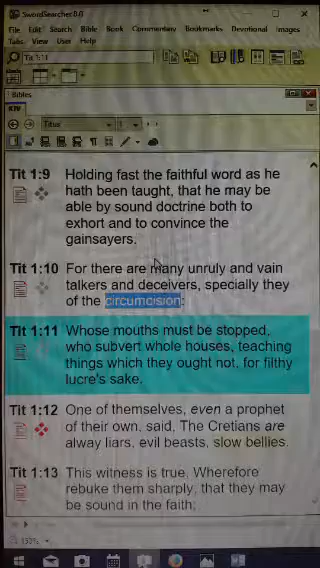 SwordSearcher 8.0
File Edit Search Bible Book Commentary Bookmarks Devotional Images
Tabs View User Help
Tit 1:11
Bibles
KJV
Titus 1
Tit 1:9 Holding fast the faithful word as he
hath been taught, that he may be
able by sound doctrine both to
exhort and to convince the
gainsayers.
Tit 1:10 For there are many unruly and vain
talkers and deceivers, specially they
of the circumcision:
Tit 1:11 Whose mouths must be stopped,
who subvert whole houses, teaching
things which they ought not, for filthy
lucre's sake.
Tit 1:12 One of themselves, even a prophet
of their own, said, The Cretians are
alway liars, evil beasts, slow bellies.
Tit 1:13 This witness is true. Wherefore
rebuke them sharply, that they may
be sound in the faith;